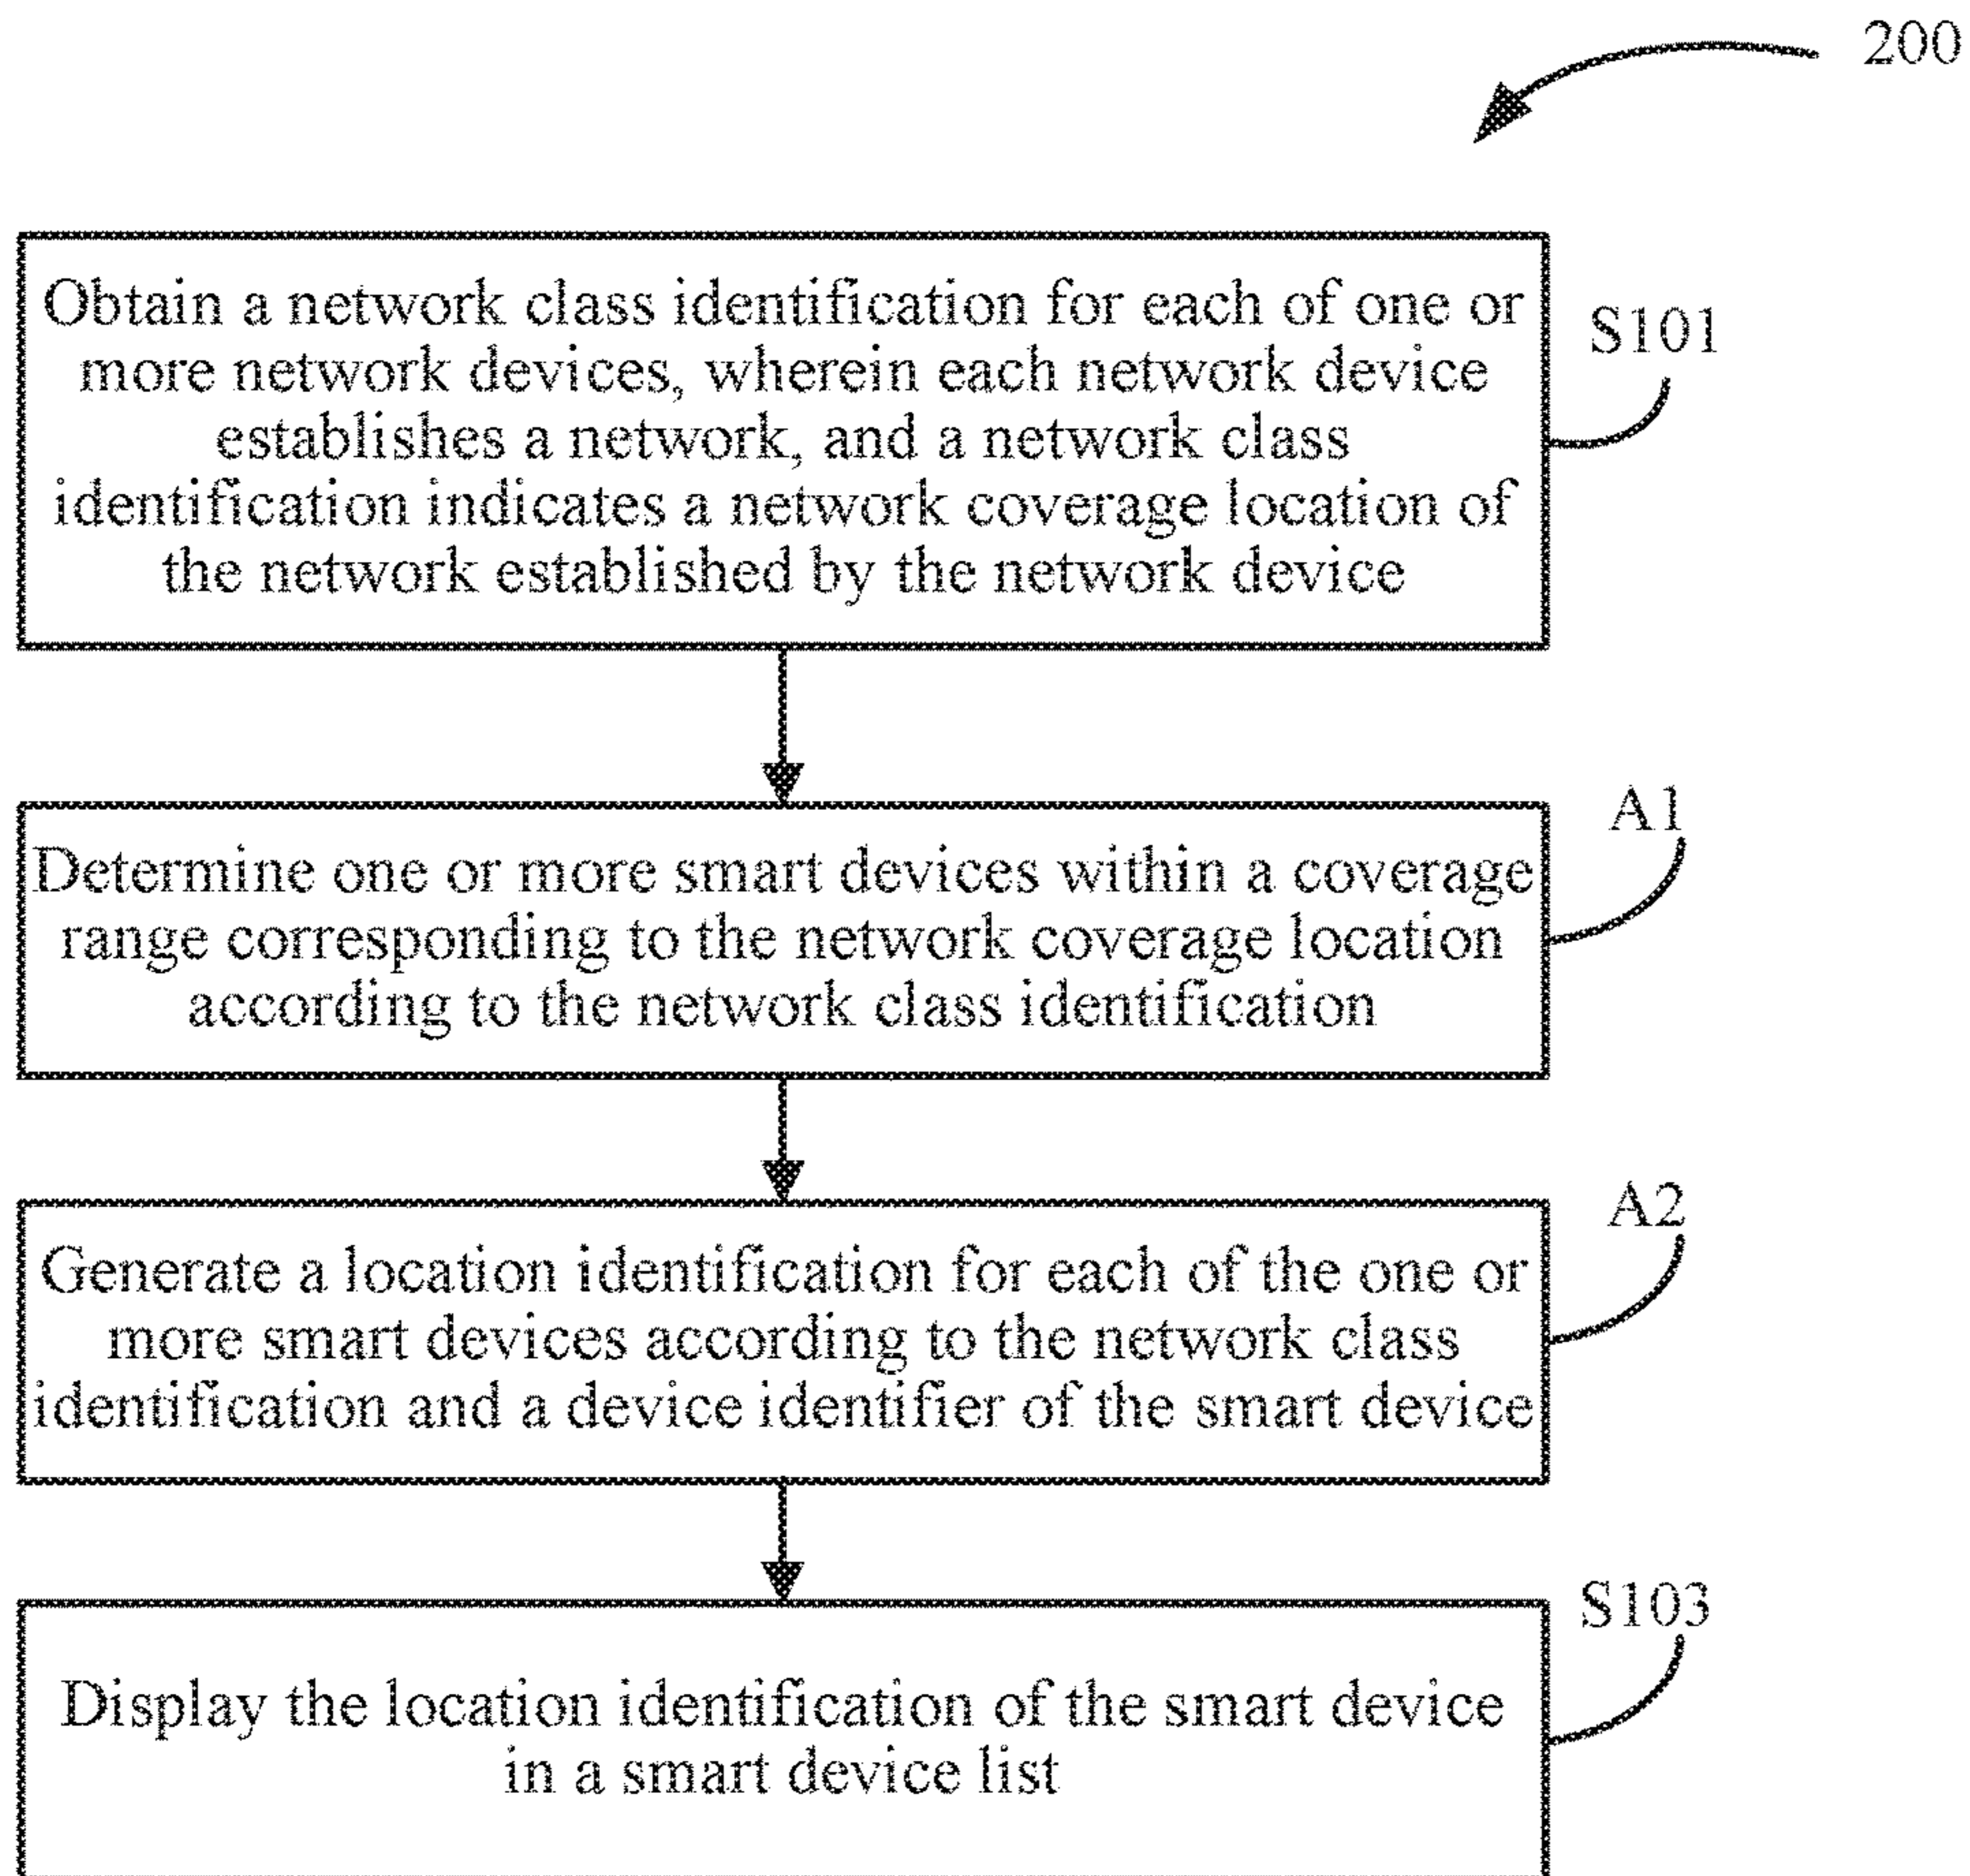 200
Obtain a network class identification for each of one or
more network devices, wherein each network device
establishes a network, and a network class
identification indicates a network coverage location of
the network established by the network device
S101
Determine one or more smart devices within a coverage
range corresponding to the network coverage location
according to the network class identification
A1
Generate a location identification for each of the one or
more smart devices according to the network class
identification and a device identifier of the smart device
A2
Display the location identification of the smart device
in a smart device list
S103